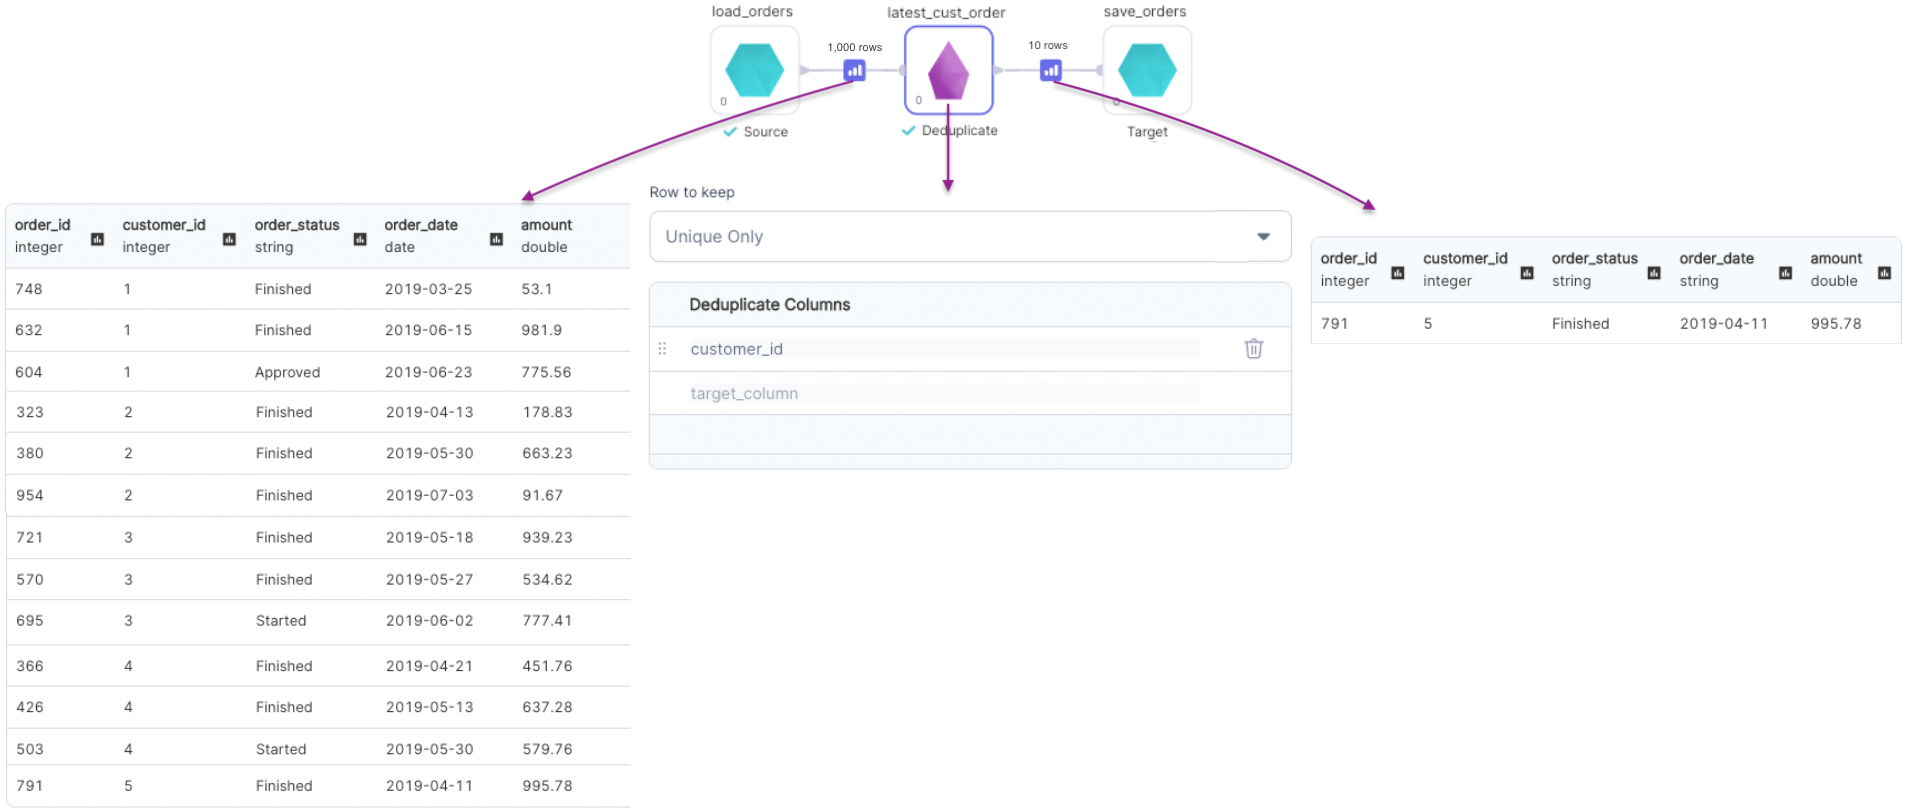 load_orders
latest_cust_order
save_orders
1,000 rows
10 rows
0
0
0
Source
Deduplicate
Target
order_id customer_id order_status order_date amount
integer integer string date double
748 1 Finished 2019-03-25 53.1
632 1 Finished 2019-06-15 981.9
604 1 Approved 2019-06-23 775.56
323 2 Finished 2019-04-13 178.83
380 2 Finished 2019-05-30 663.23
954 2 Finished 2019-07-03 91.67
721 3 Finished 2019-05-18 939.23
570 3 Finished 2019-05-27 534.62
695 3 Started 2019-06-02 777.41
366 4 Finished 2019-04-21 451.76
426 4 Finished 2019-05-13 637.28
503 4 Started 2019-05-30 579.76
791 5 Finished 2019-04-11 995.78
Row to keep
Unique Only
Deduplicate Columns
customer_id
target_column
order_id customer_id order_status order_date amount
integer integer string string double
791 5 Finished 2019-04-11 995.78